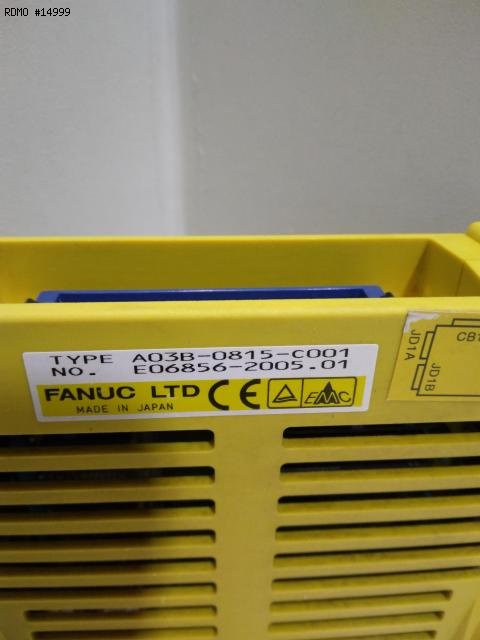 RDMO #14999
TYPE A03B-0815-C001
NO. E06856-2005.01
FANUC LTD CE EMC
MADE IN JAPAN
JD1A
JD1B
CB1